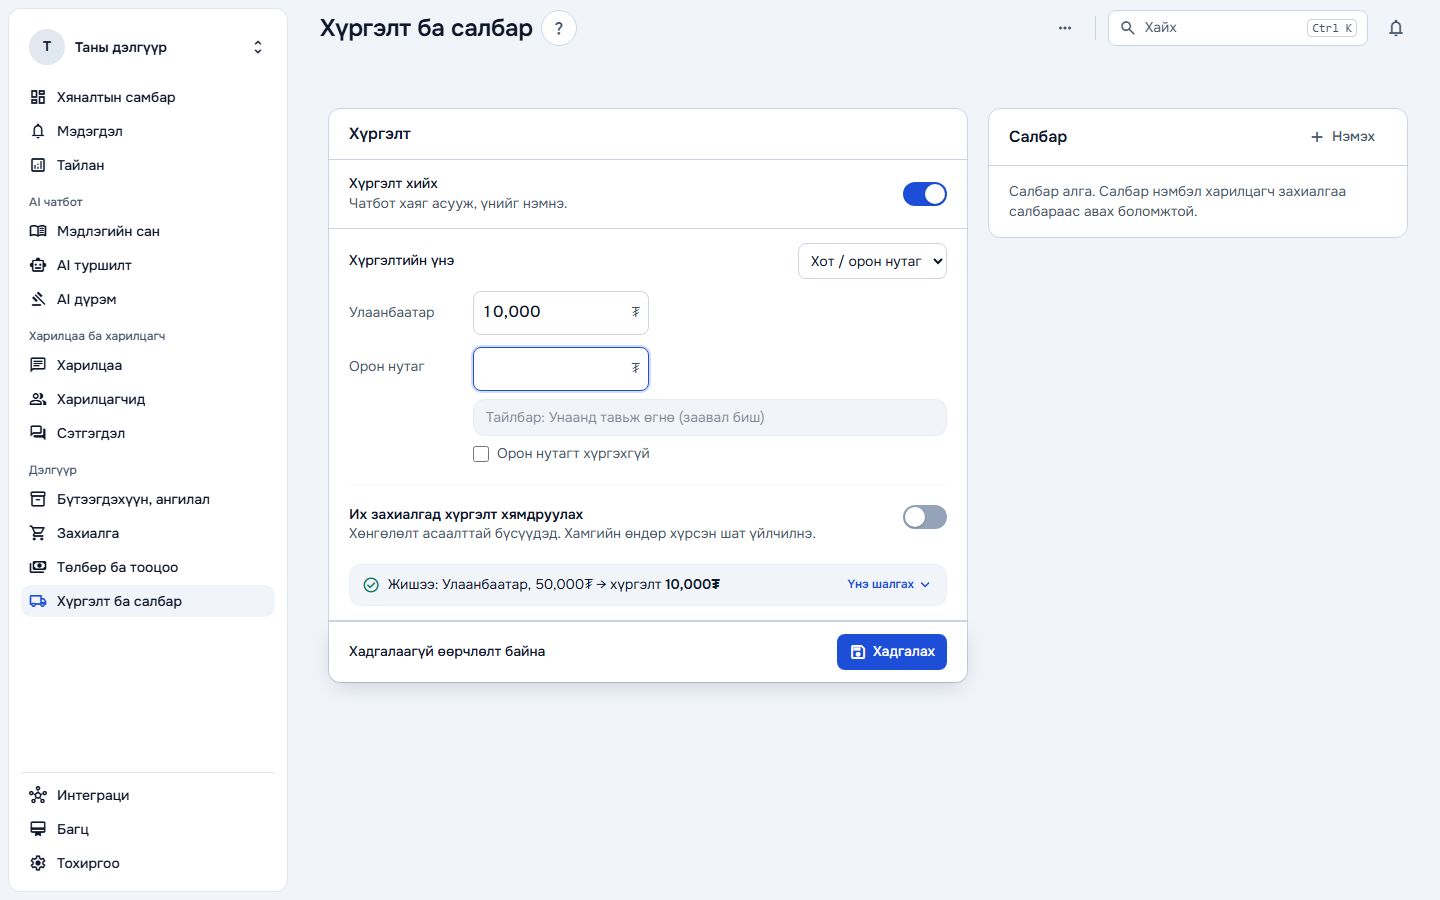 Т Таны дэлгүүр
Хяналтын самбар
Мэдэгдэл
Тайлан
AI чатбот
Мэдлэгийн сан
AI туршилт
AI дүрэм
Харилцаа ба харилцагч
Харилцаа
Харилцагчид
Сэтгэгдэл
Дэлгүүр
Бүтээгдэхүүн, ангилал
Захиалга
Төлбөр ба тооцоо
Хүргэлт ба салбар
Интеграци
Багц
Тохиргоо
Хүргэлт ба салбар ?
Хайх Ctrl K
Хүргэлт
Хүргэлт хийх
Чатбот хаяг асууж, үнийг нэмнэ.
Хүргэлтийн үнэ Хот / орон нутаг
Улаанбаатар 10,000 ₮
Орон нутаг ₮
Тайлбар: Унаанд тавьж өгнө (заавал биш)
Орон нутагт хүргэхгүй
Их захиалгад хүргэлт хямдруулах
Хөнгөлөлт асаалттай бүсүүдэд. Хамгийн өндөр хүрсэн шат үйлчилнэ.
Жишээ: Улаанбаатар, 50,000₮ → хүргэлт 10,000₮ Үнэ шалгах
Хадгалаагүй өөрчлөлт байна Хадгалах
Салбар + Нэмэх
Салбар алга. Салбар нэмбэл харилцагч захиалгаа
салбараас авах боломжтой.